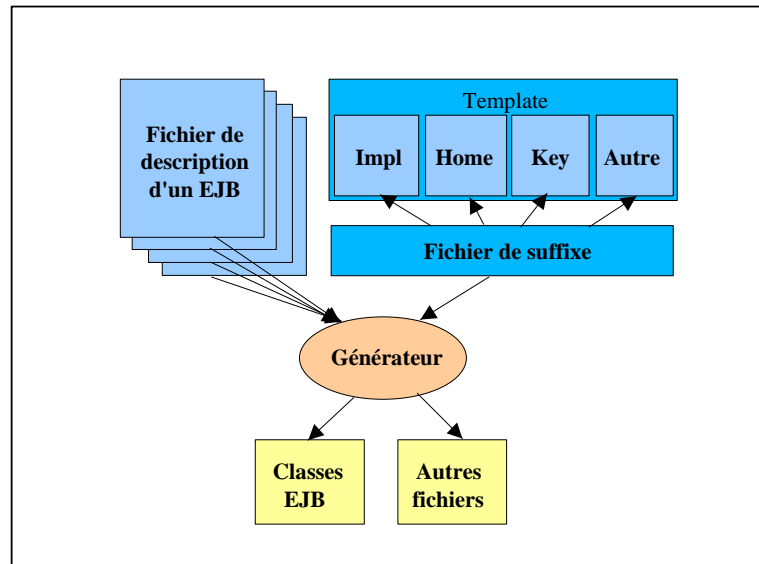 Fichier de
description
d'un EJB
Template
Impl
Home
Key
Autre
Fichier de suffixe
Générateur
Classes
EJB
Autres
fichiers